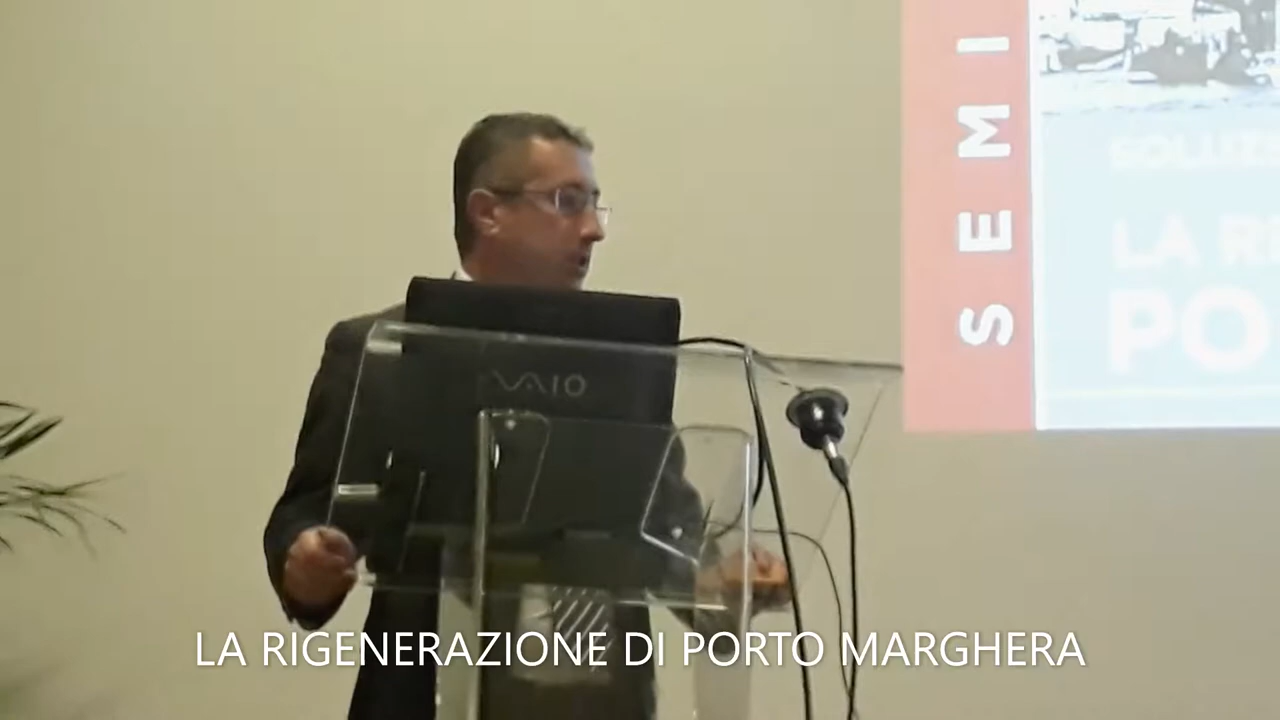 SEMI
LA
PO
VAIO
LA RIGENERAZIONE DI PORTO MARGHERA